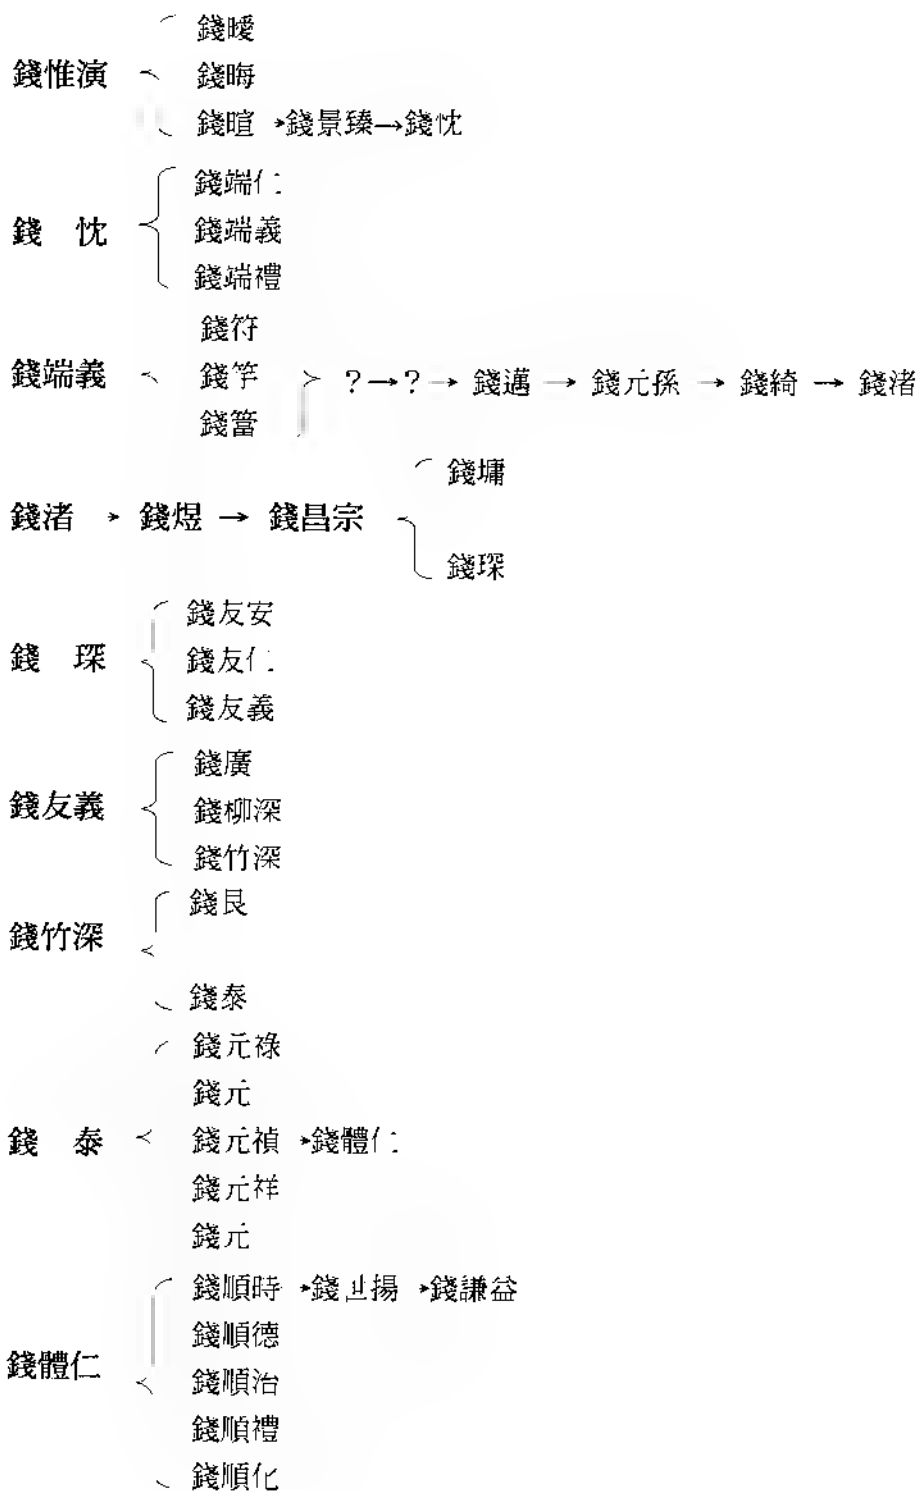 錢曖
錢惟演 錢晦
錢暄→錢景臻→錢忱
錢端仁
錢 忱 錢端義
錢端禮
錢符
錢端義 錢竽 ?→?→ 錢邁 → 錢元孫 → 錢綺 → 錢渚
錢簹
錢墉
錢渚 → 錢煜 → 錢昌宗
錢琛
錢友安
錢 琛 錢友仁
錢友義
錢廣
錢友義 錢柳深
錢竹深
錢艮
錢竹深
錢泰
錢元祿
錢元
錢 泰 錢元禎→錢體仁
錢元祥
錢元
錢順時→錢世揚→錢謙益
錢順德
錢體仁 錢順治
錢順禮
錢順化